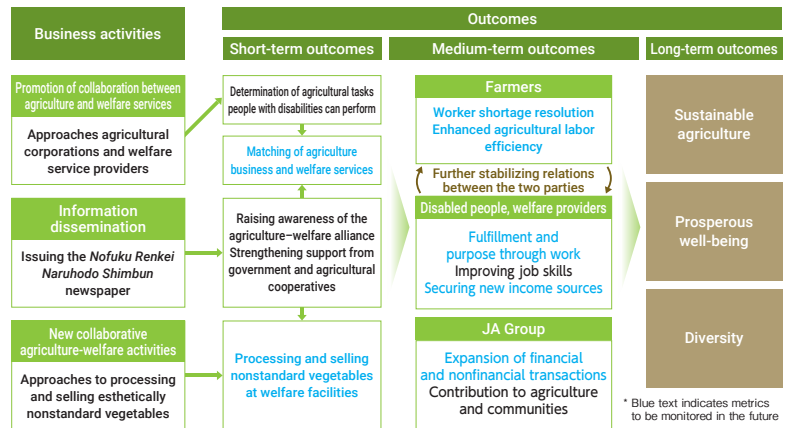 Business activities
Outcomes
Short-term outcomes
Medium-term outcomes
Long-term outcomes
Promotion of collaboration between
agriculture and welfare services
Approaches agricultural
corporations and welfare
service providers
Information
dissemination
Issuing the Nofuku Renkei
Naruhodo Shimbun
newspaper
New collaborative
agriculture-welfare activities
Approaches to processing
and selling esthetically
nonstandard vegetables
Determination of agricultural tasks
people with disabilities can perform
Matching of agriculture
business and welfare services
Raising awareness of the
agriculture–welfare alliance
Strengthening support from
government and agricultural
cooperatives
Processing and selling
nonstandard vegetables
at welfare facilities
Farmers
Worker shortage resolution
Enhanced agricultural labor
efficiency
Further stabilizing relations
between the two parties
Disabled people, welfare providers
Fulfillment and
purpose through work
Improving job skills
Securing new income sources
JA Group
Expansion of financial
and nonfinancial transactions
Contribution to agriculture
and communities
Sustainable
agriculture
Prosperous
well-being
Diversity
* Blue text indicates metrics
to be monitored in the future